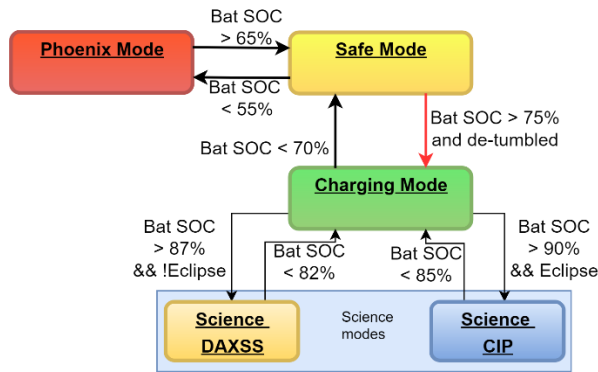 Bat SOC
> 65%
Phoenix Mode
Safe Mode
Bat SOC
< 55%
Bat SOC > 75%
and de-tumbled
Bat SOC < 70%
Charging Mode
Bat SOC
> 87%
&& !Eclipse
Bat SOC
< 82%
Bat SOC
< 85%
Bat SOC
> 90%
&& Eclipse
Science
DAXSS
Science
modes
Science
CIP